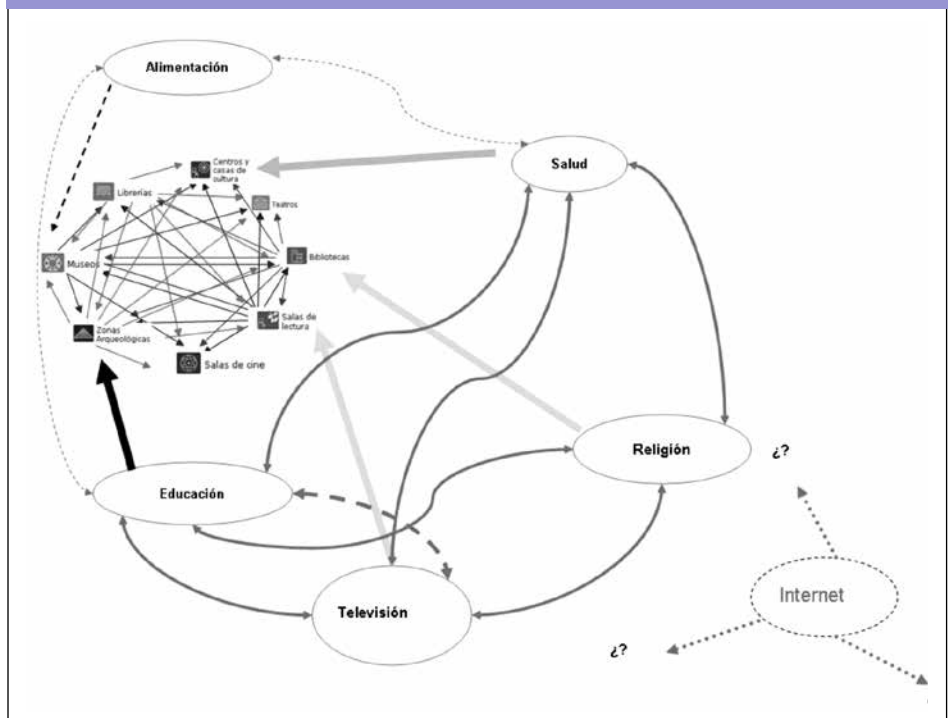 Alimentación
Centros y
casas de
cultura
Salud
Librerías
Teatros
Museos
Bibliotecas
Salas de
lectura
Zonas
Arqueológicas
Salas de cine
Religión
¿?
Educación
Internet
Televisión
¿?